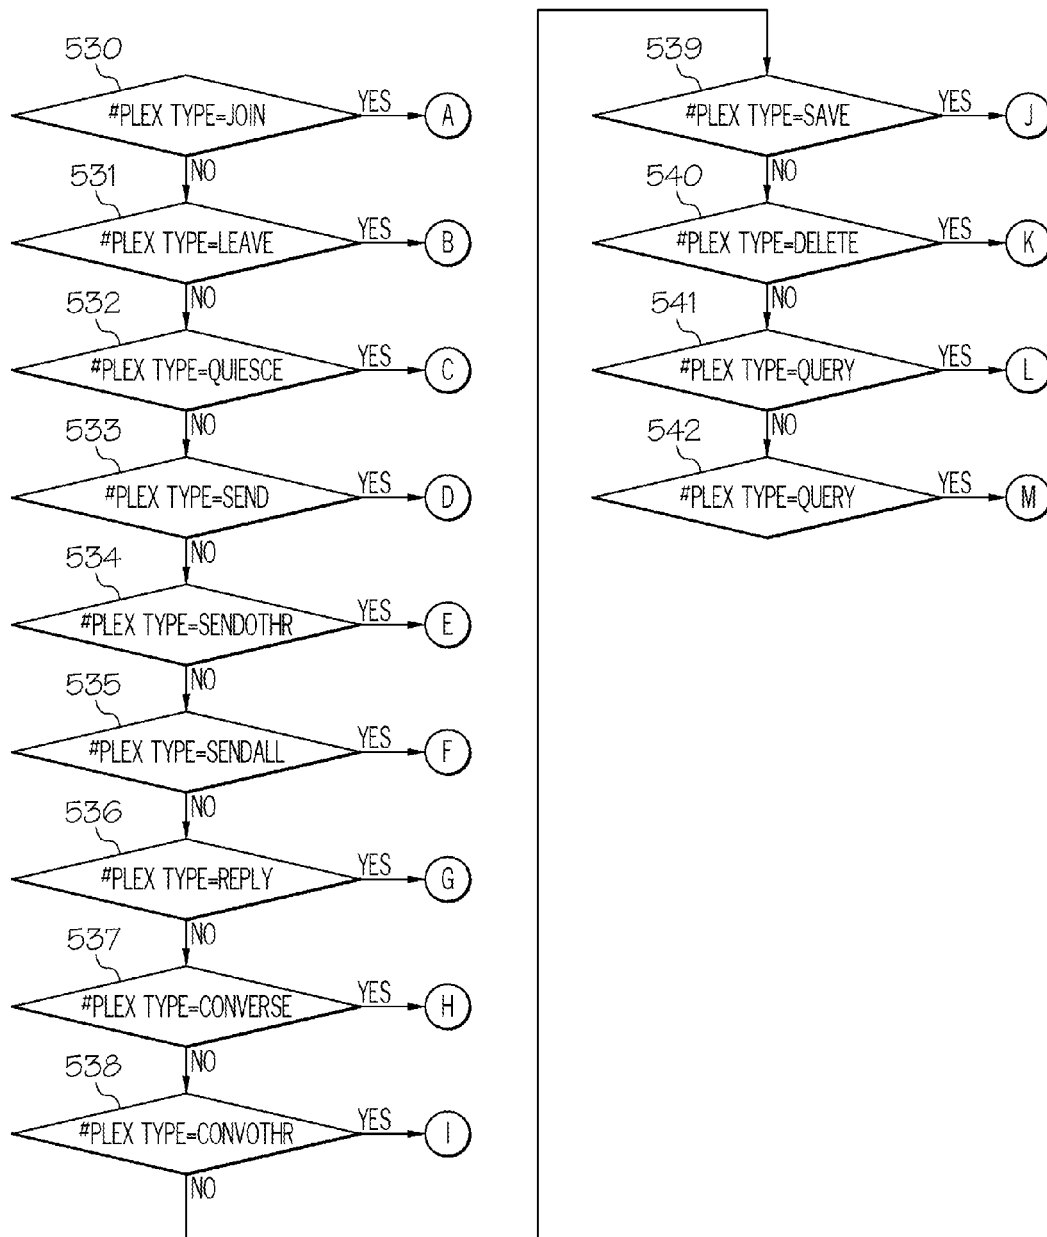 530
#PLEX TYPE=JOIN
YES
A
NO
531
#PLEX TYPE=LEAVE
YES
B
NO
532
#PLEX TYPE=QUIESCE
YES
C
NO
533
#PLEX TYPE=SEND
YES
D
NO
534
#PLEX TYPE=SENDOTHR
YES
E
NO
535
#PLEX TYPE=SENDALL
YES
F
NO
536
#PLEX TYPE=REPLY
YES
G
NO
537
#PLEX TYPE=CONVERSE
YES
H
NO
538
#PLEX TYPE=CONVOTHR
YES
I
NO
539
#PLEX TYPE=SAVE
YES
J
NO
540
#PLEX TYPE=DELETE
YES
K
NO
541
#PLEX TYPE=QUERY
YES
L
NO
542
#PLEX TYPE=QUERY
YES
M